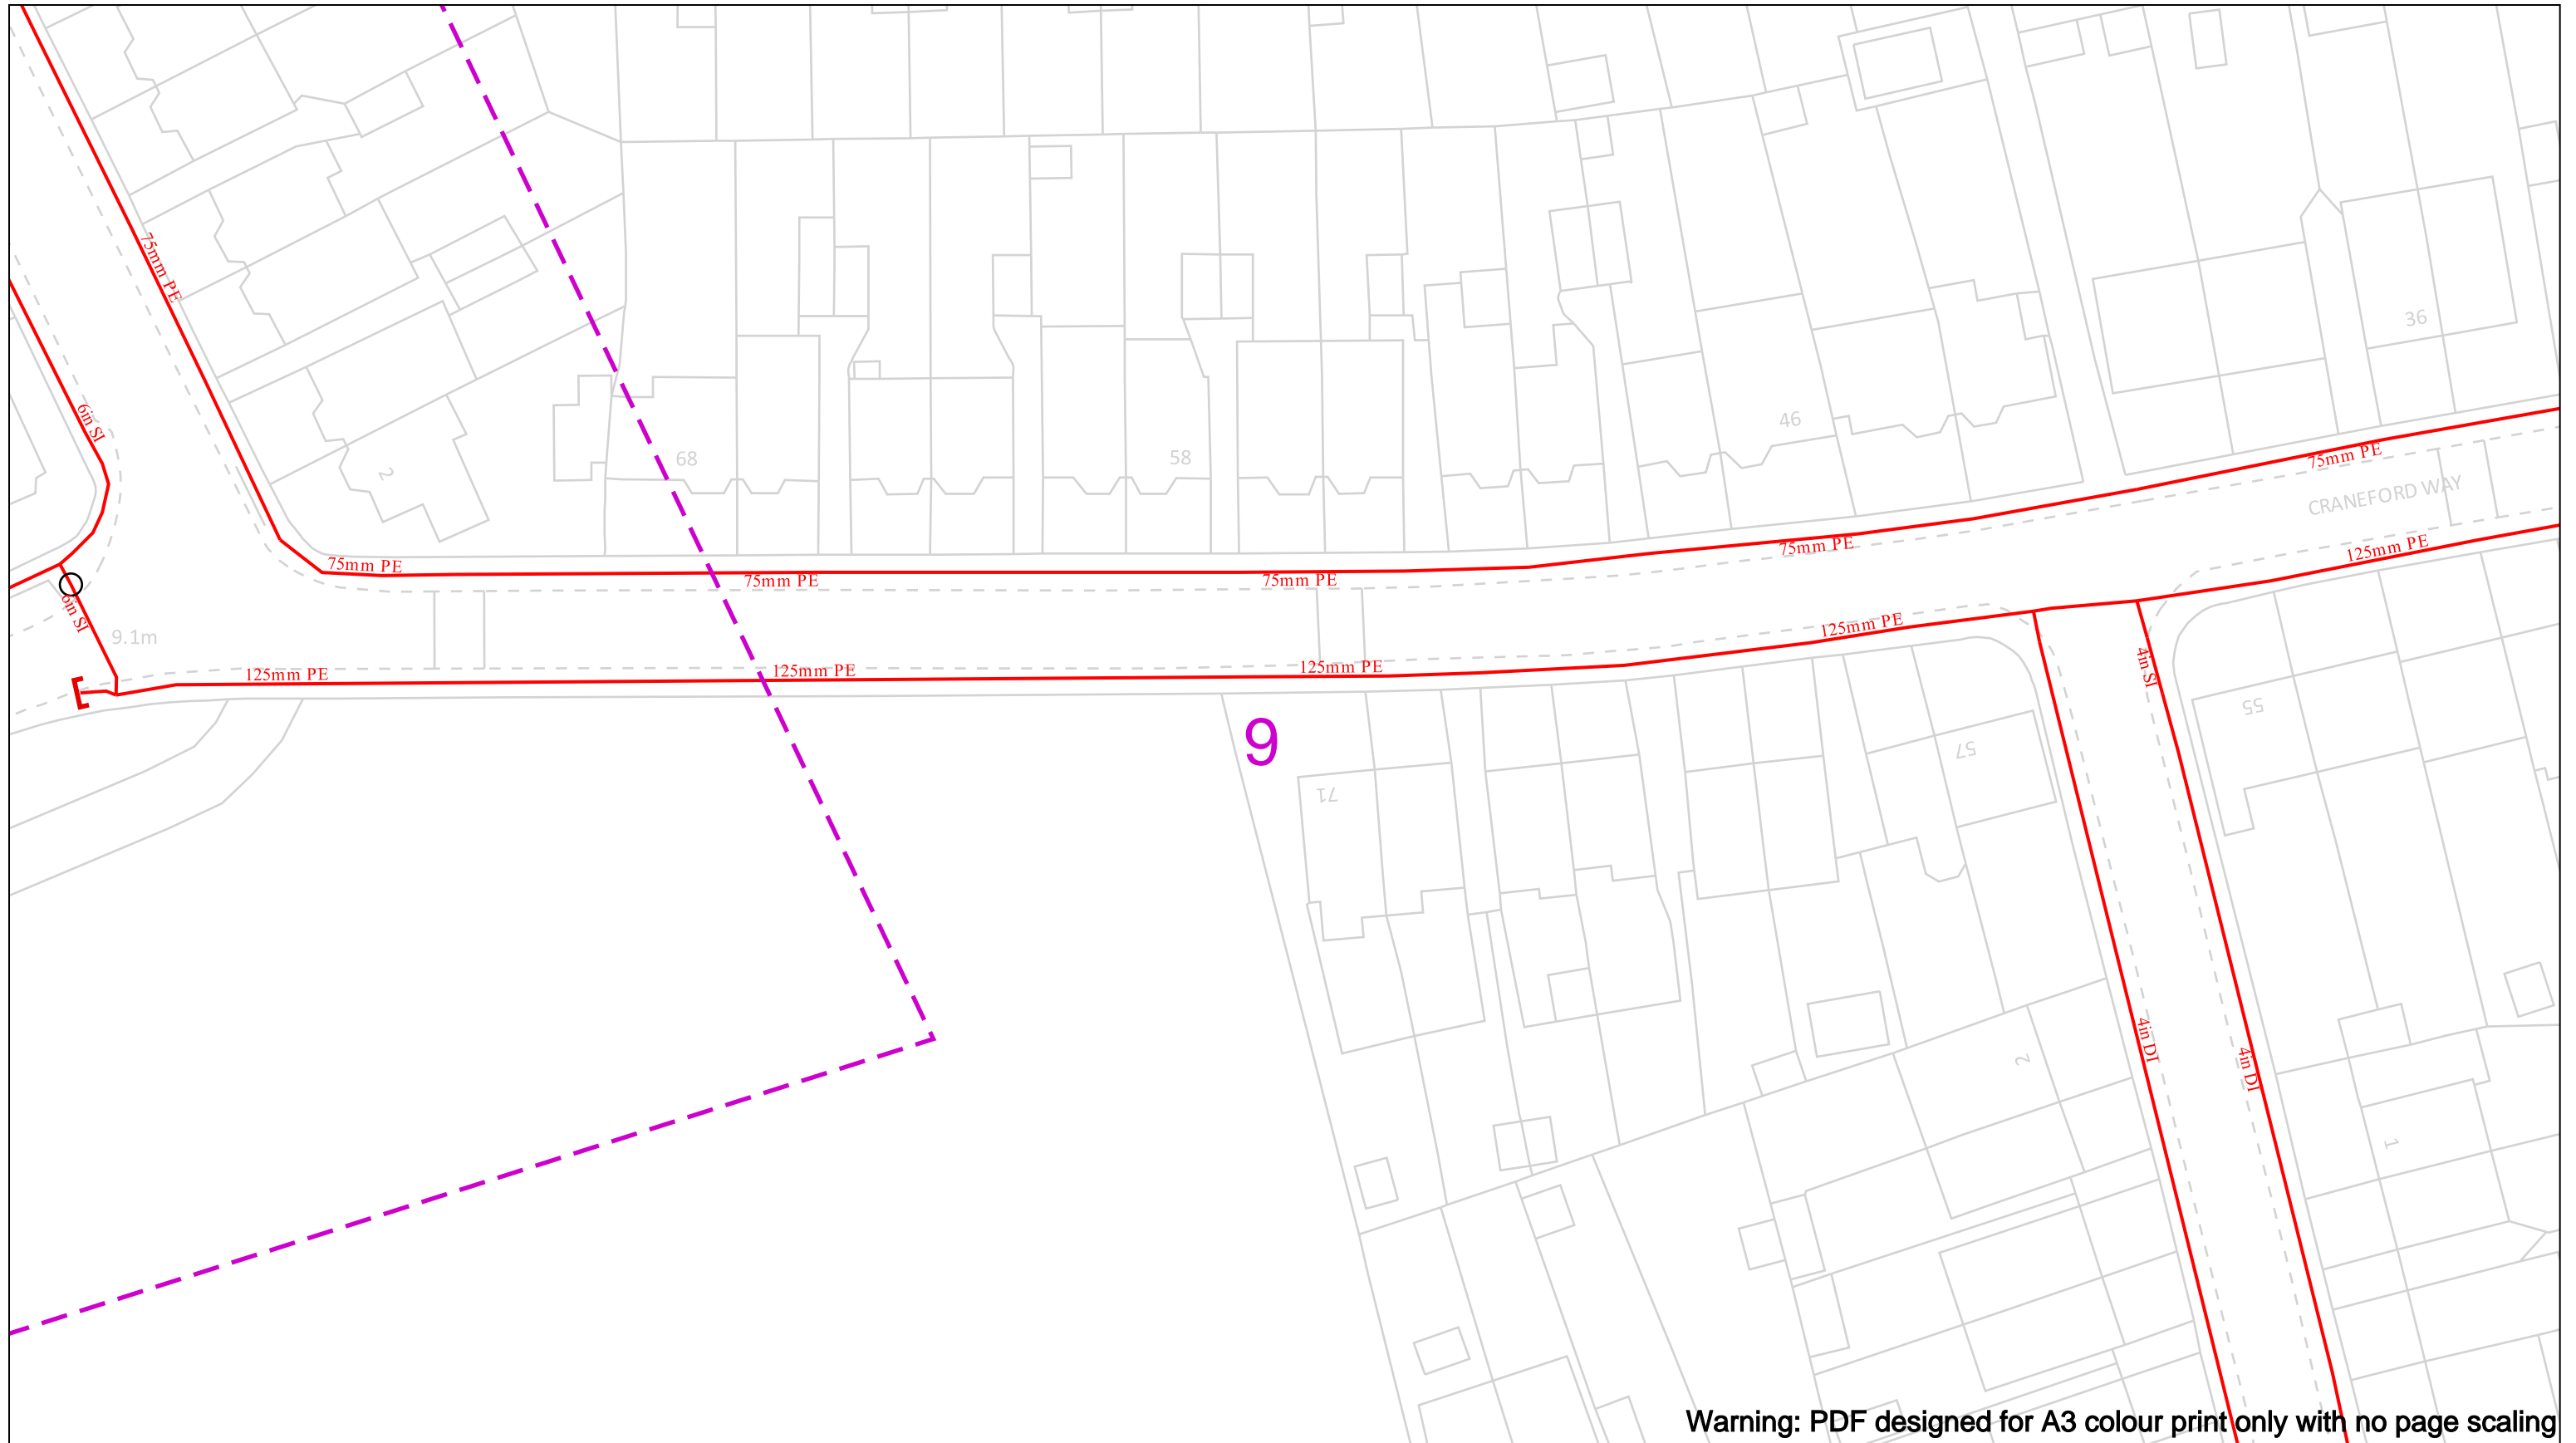 75mm PE
6in SI
36
46
68
58
2
75mm PE
CRANEFORD WAY
75mm PE
125mm PE
75mm PE
75mm PE
75mm PE
6in SI
9.1m
125mm PE
125mm PE
125mm PE
125mm PE
4in SI
55
9
57
71
4in DI
4in DI
2
1
Warning: PDF designed for A3 colour print only with no page scaling